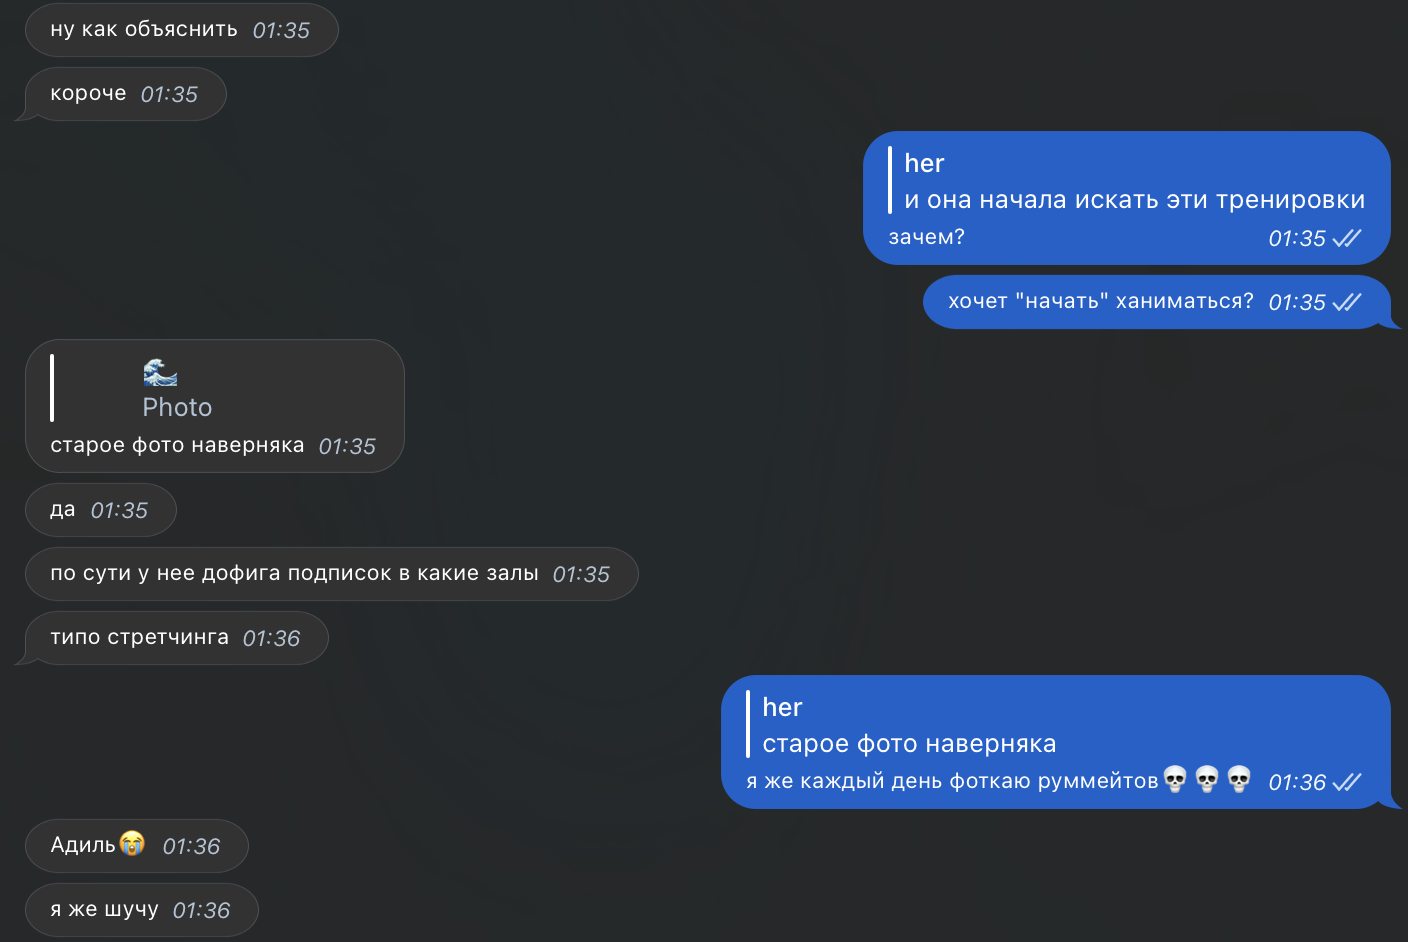 ну как объяснить 01:35
короче 01:35
her
и она начала искать эти тренировки
зачем? 01:35
хочет "начать" ханиматься? 01:35
🌊
Photo
старое фото наверняка 01:35
да 01:35
по сути у нее дофига подписок в какие залы 01:35
типо стретчинга 01:36
her
старое фото наверняка
я же каждый день фоткаю руммейтов💀💀💀 01:36
Адиль😭 01:36
я же шучу 01:36